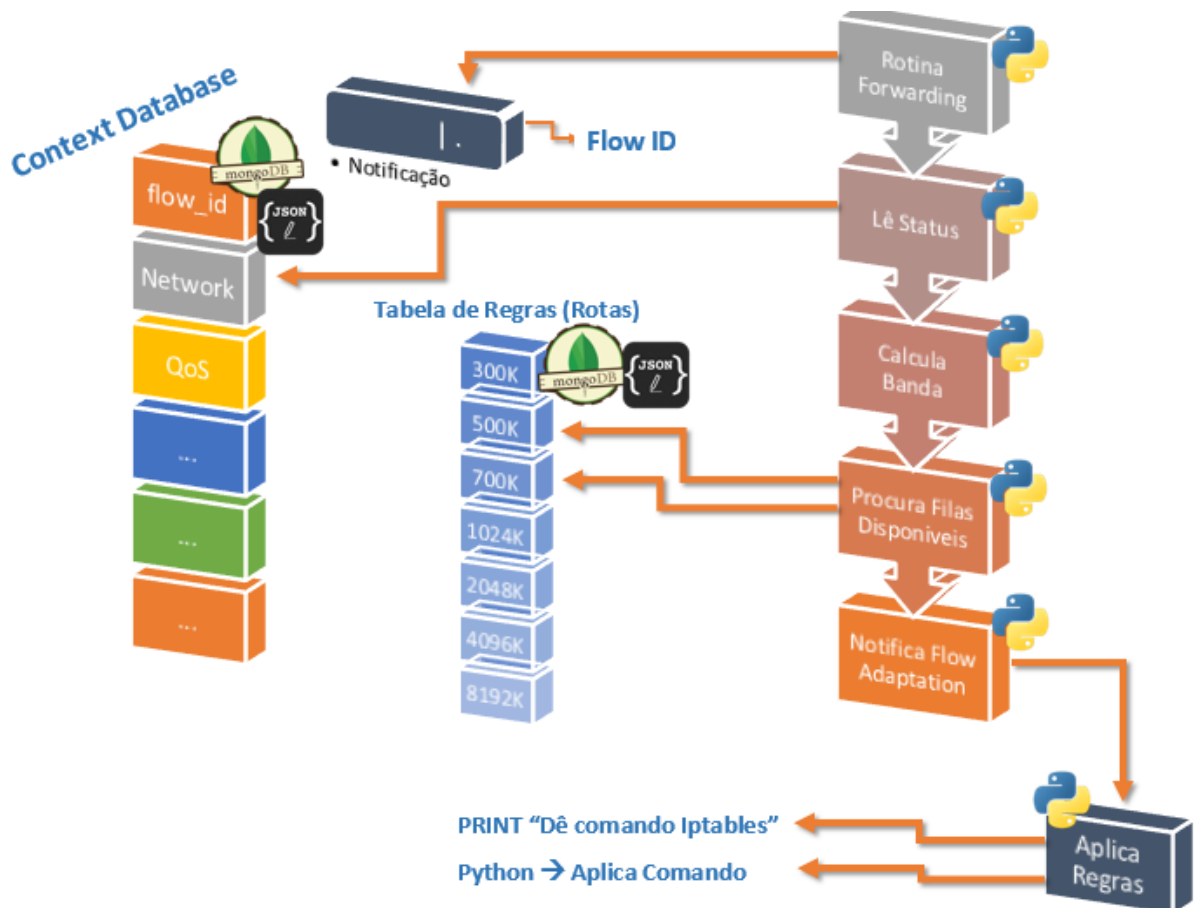 Context Database
mongoDB
{JSON}
flow_id
Network
QoS
...
...
...
| .
• Notificação
Flow ID
Tabela de Regras (Rotas)
mongoDB
{JSON}
300K
500K
700K
1024K
2048K
4096K
8192K
Rotina
Forwarding
Lê Status
Calcula
Banda
Procura Filas
Disponiveis
Notifica Flow
Adaptation
Aplica
Regras
PRINT “Dê comando Iptables”
Python → Aplica Comando